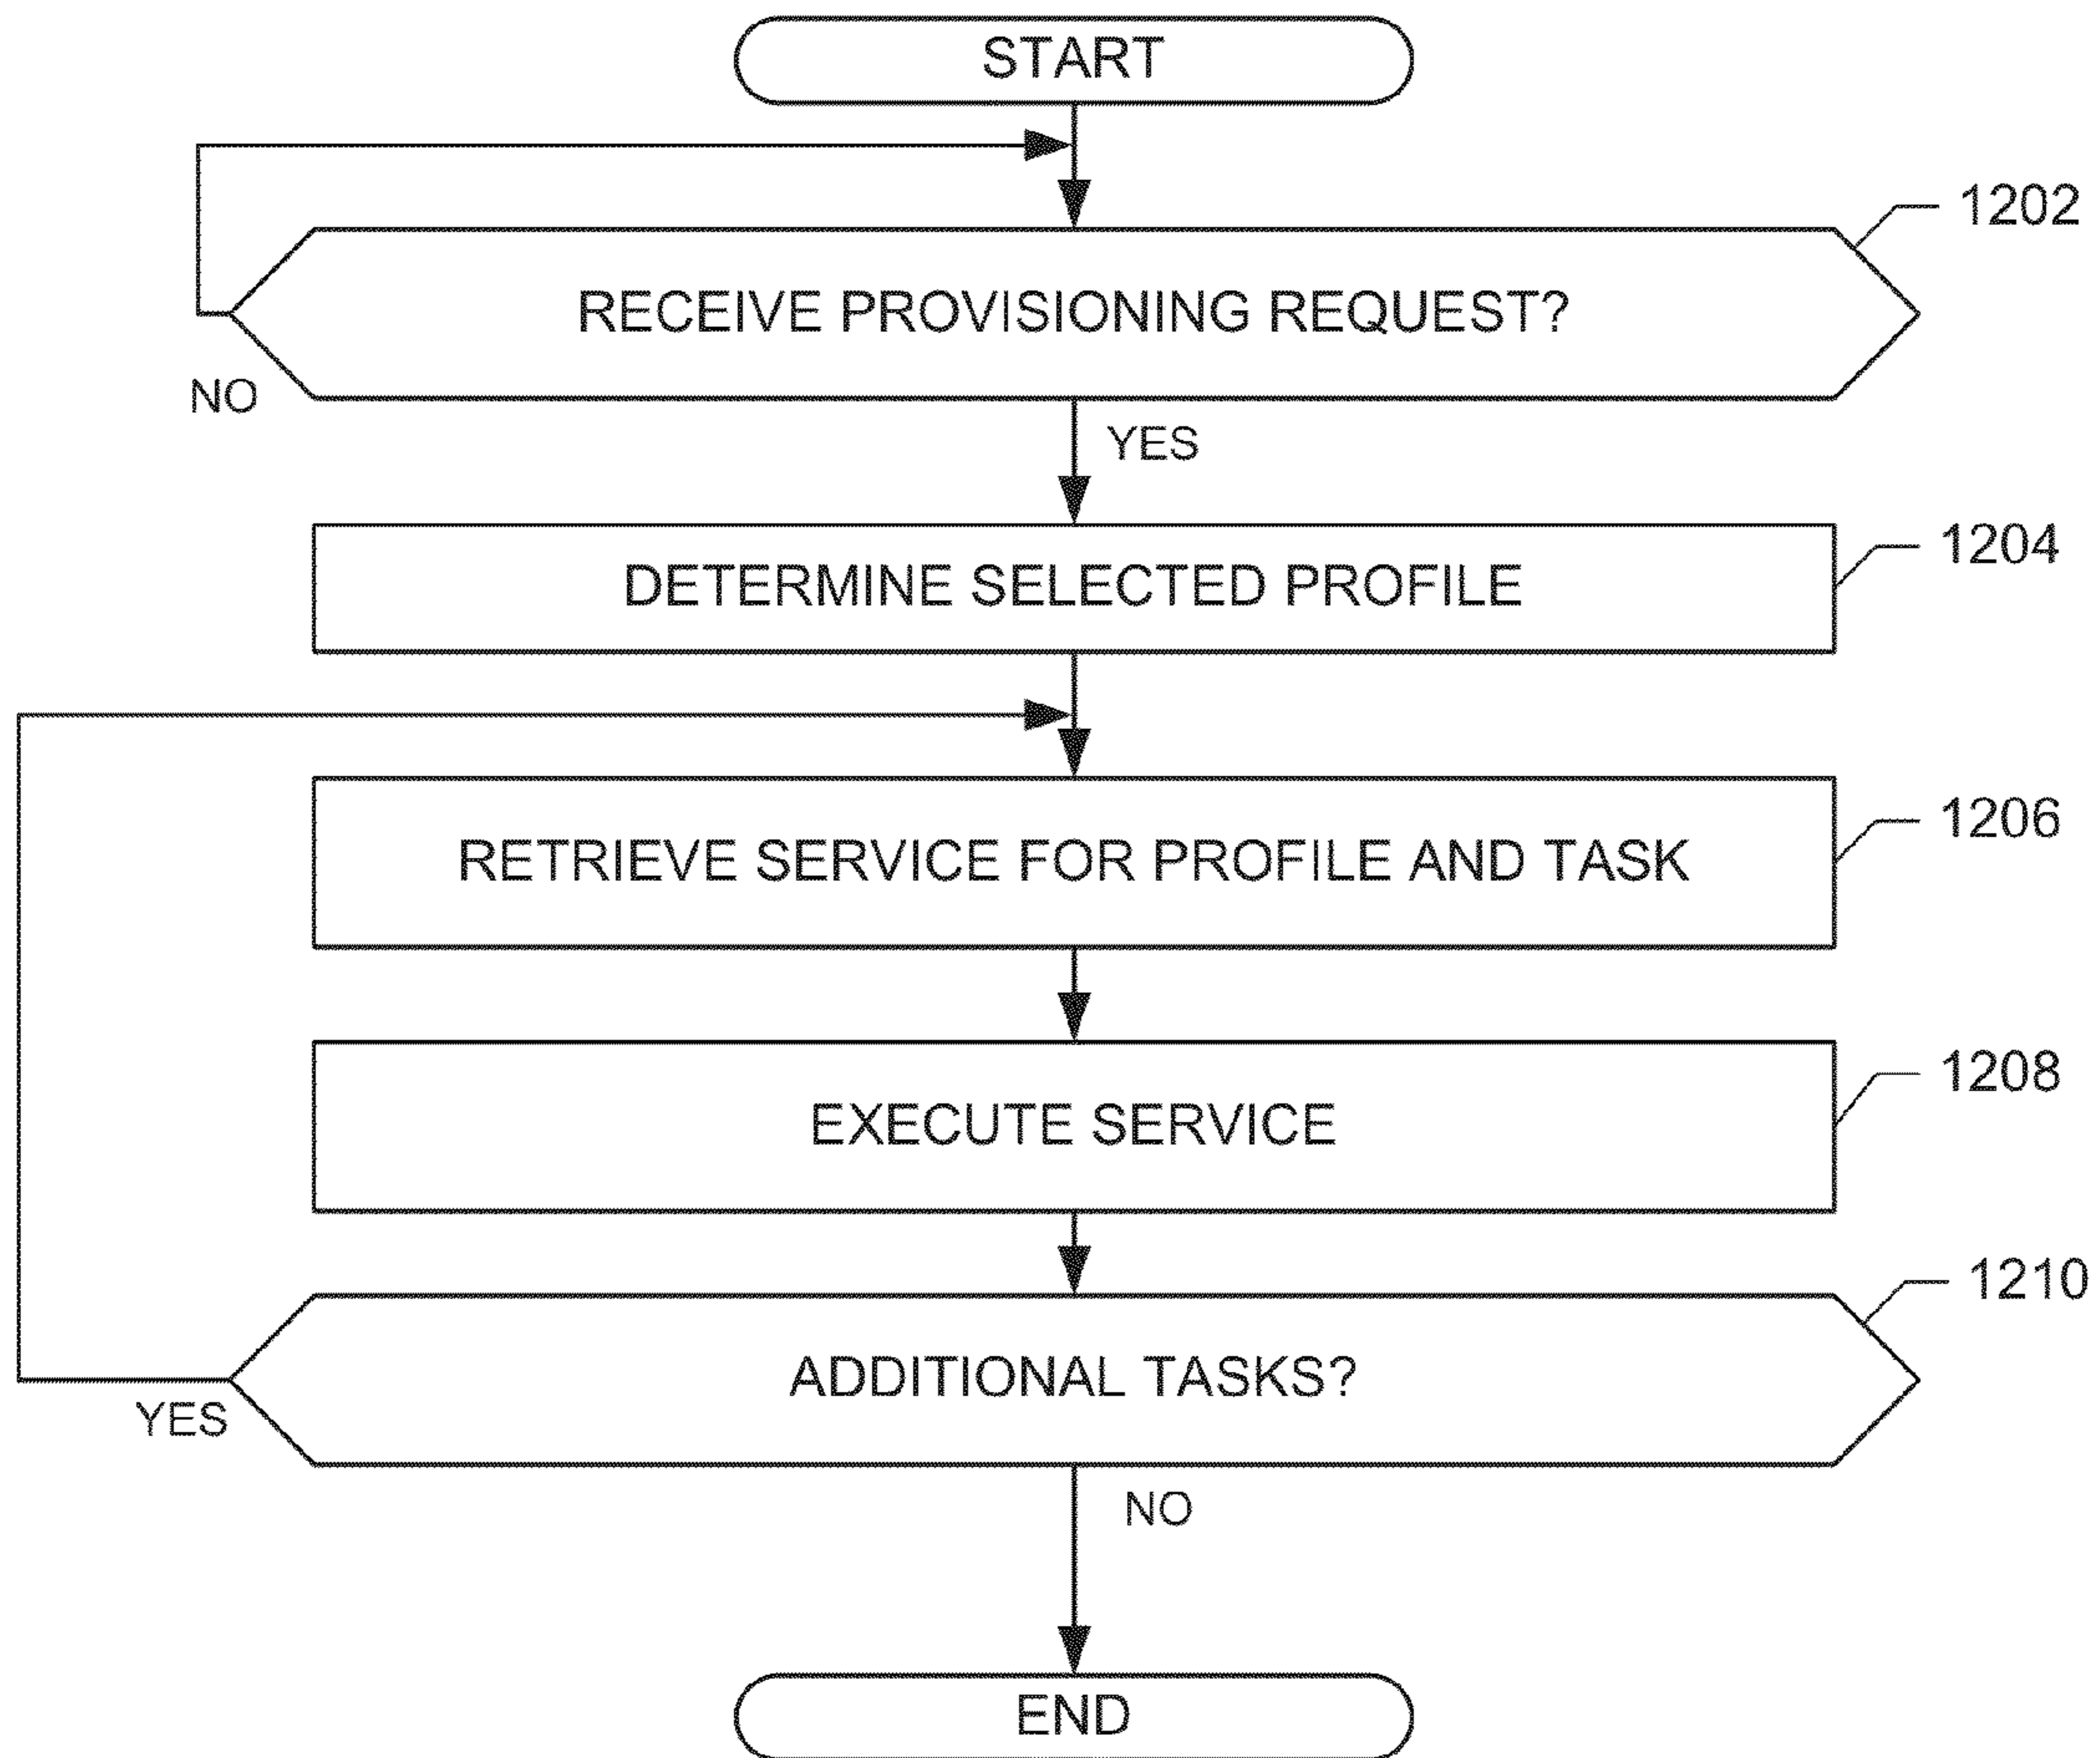 START
1202
RECEIVE PROVISIONING REQUEST?
NO
YES
1204
DETERMINE SELECTED PROFILE
1206
RETRIEVE SERVICE FOR PROFILE AND TASK
1208
EXECUTE SERVICE
1210
ADDITIONAL TASKS?
YES
NO
END